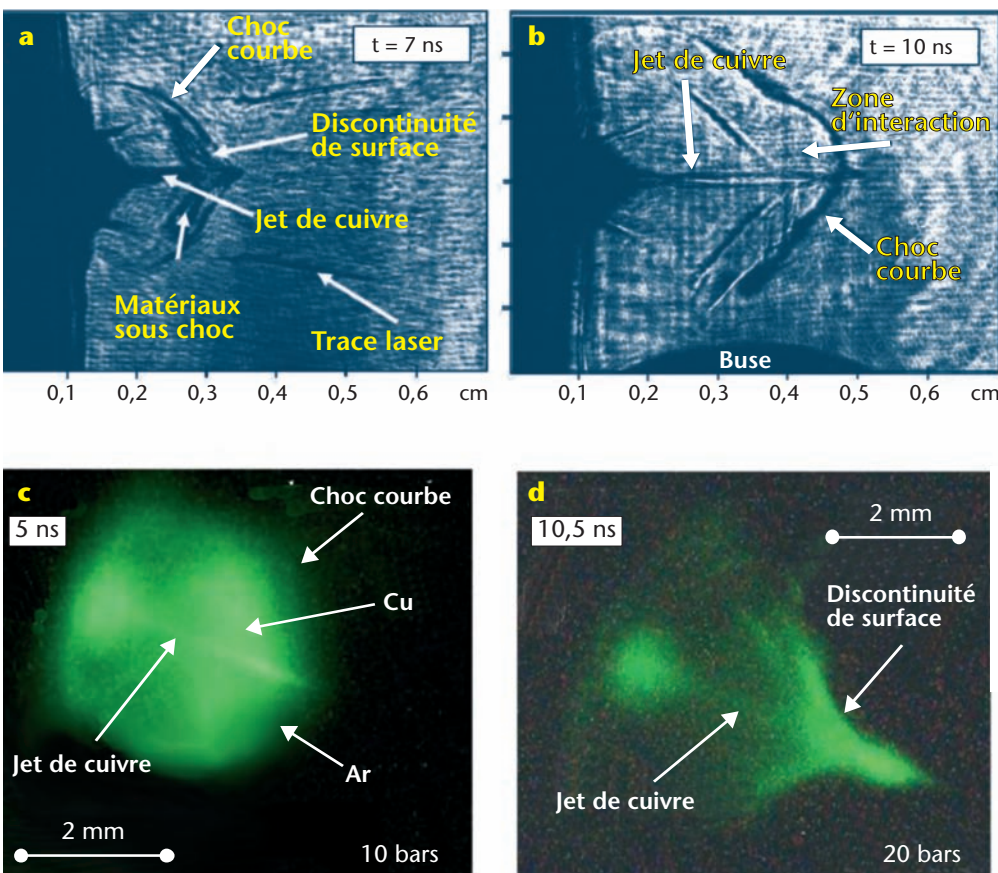 a
Choc
courbe
t = 7 ns
Discontinuité
de surface
Jet de cuivre
Matériaux
sous choc
Trace laser
0,1 0,2 0,3 0,4 0,5 0,6 cm
b
t = 10 ns
Jet de cuivre
Zone
d'interaction
Choc
courbe
Buse
0,1 0,2 0,3 0,4 0,5 0,6 cm
c
5 ns
Choc courbe
Cu
Jet de cuivre
Ar
2 mm
10 bars
d
10,5 ns
2 mm
Discontinuité
de surface
Jet de cuivre
20 bars